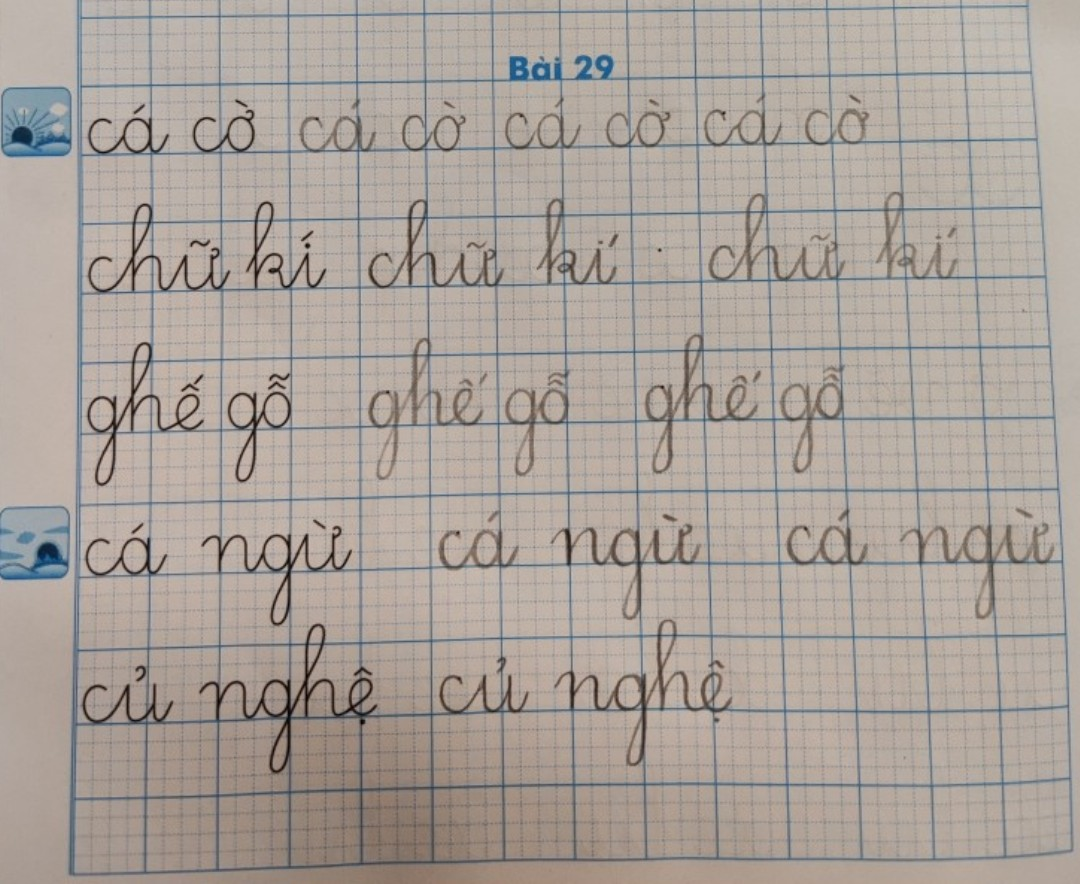 Bài 29
cá cờ cá cờ cá cờ cá cờ
chữ kí chữ kí chữ kí
ghế gỗ ghế gỗ ghế gỗ
cá ngừ cá ngừ cá ngừ
củ nghệ củ nghệ